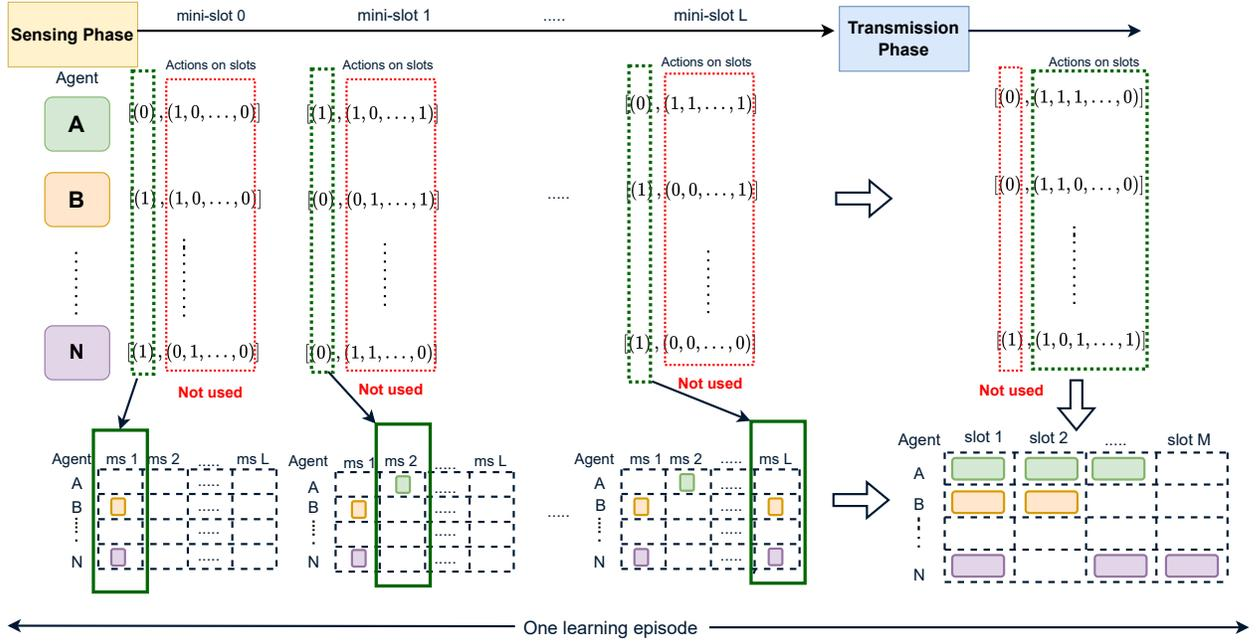 Sensing Phase
mini-slot 0
mini-slot 1
.....
mini-slot L
Transmission
Phase
Agent
Actions on slots
Actions on slots
Actions on slots
Actions on slots
A
[(0),(1,0,...,0)]
[(1),(1,0,...,1)]
[(0),(1,1,...,1)]
[(0),(1,1,1,...,0)]
B
[(1),(1,0,...,0)]
[(0),(0,1,...,1)]
.....
[(1),(0,0,...,1)]
[(0),(1,1,0,...,0)]
N
[(1),(0,1,...,0)]
[(0),(1,1,...,0)]
[(1),(0,0,...,0)]
[(1),(1,0,1,...,1)]
Not used
Not used
Not used
Not used
Agent ms 1 ms 2 ..... ms L
A .....
B .....
.....
N .....
Agent ms 1 ms 2 ..... ms L
A .....
B .....
.....
N .....
.....
Agent ms 1 ms 2 ..... ms L
A .....
B .....
.....
N .....
Agent slot 1 slot 2 ..... slot M
A
B
N
One learning episode